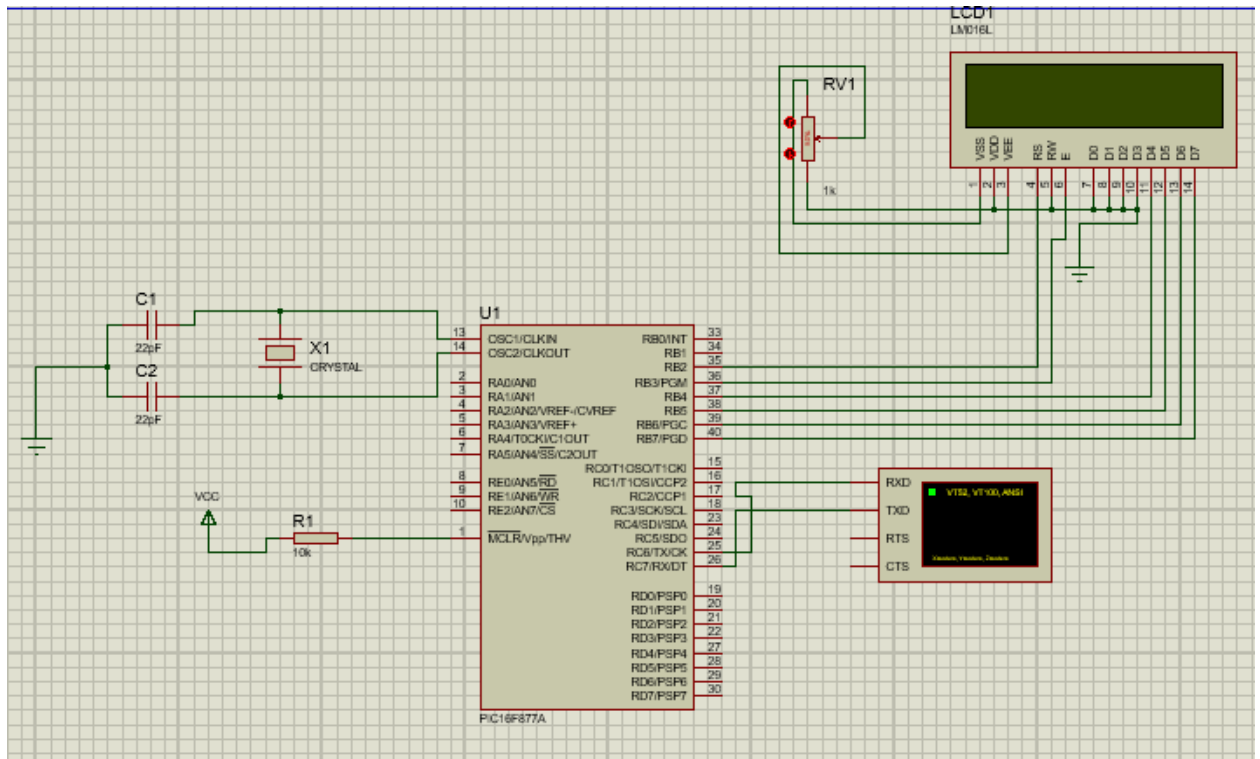 LCD1
LM016L
VSS
VDD
VEE
RS
RW
E
D0
D1
D2
D3
D4
D5
D6
D7
1
2
3
4
5
6
7
8
9
10
11
12
13
14
RV1
1k
C1
22pF
C2
22pF
X1
CRYSTAL
VCC
R1
10k
U1
13 OSC1/CLKIN
14 OSC2/CLKOUT
2 RA0/AN0
3 RA1/AN1
4 RA2/AN2/VREF-/CVREF
5 RA3/AN3/VREF+
6 RA4/T0CKI/C1OUT
7 RA5/AN4/SS/C2OUT
8 RE0/AN5/RD
9 RE1/AN6/WR
10 RE2/AN7/CS
1 MCLR/Vpp/THV
RB0/INT 33
RB1 34
RB2 35
RB3/PGM 36
RB4 37
RB5 38
RB6/PGC 39
RB7/PGD 40
RC0/T1OSO/T1CKI 15
RC1/T1OSI/CCP2 16
RC2/CCP1 17
RC3/SCK/SCL 18
RC4/SDI/SDA 23
RC5/SDO 24
RC6/TX/CK 25
RC7/RX/DT 26
RD0/PSP0 19
RD1/PSP1 20
RD2/PSP2 21
RD3/PSP3 22
RD4/PSP4 27
RD5/PSP5 28
RD6/PSP6 29
RD7/PSP7 30
PIC16F877A
RXD
TXD
RTS
CTS
VT52, VT100, ANSI